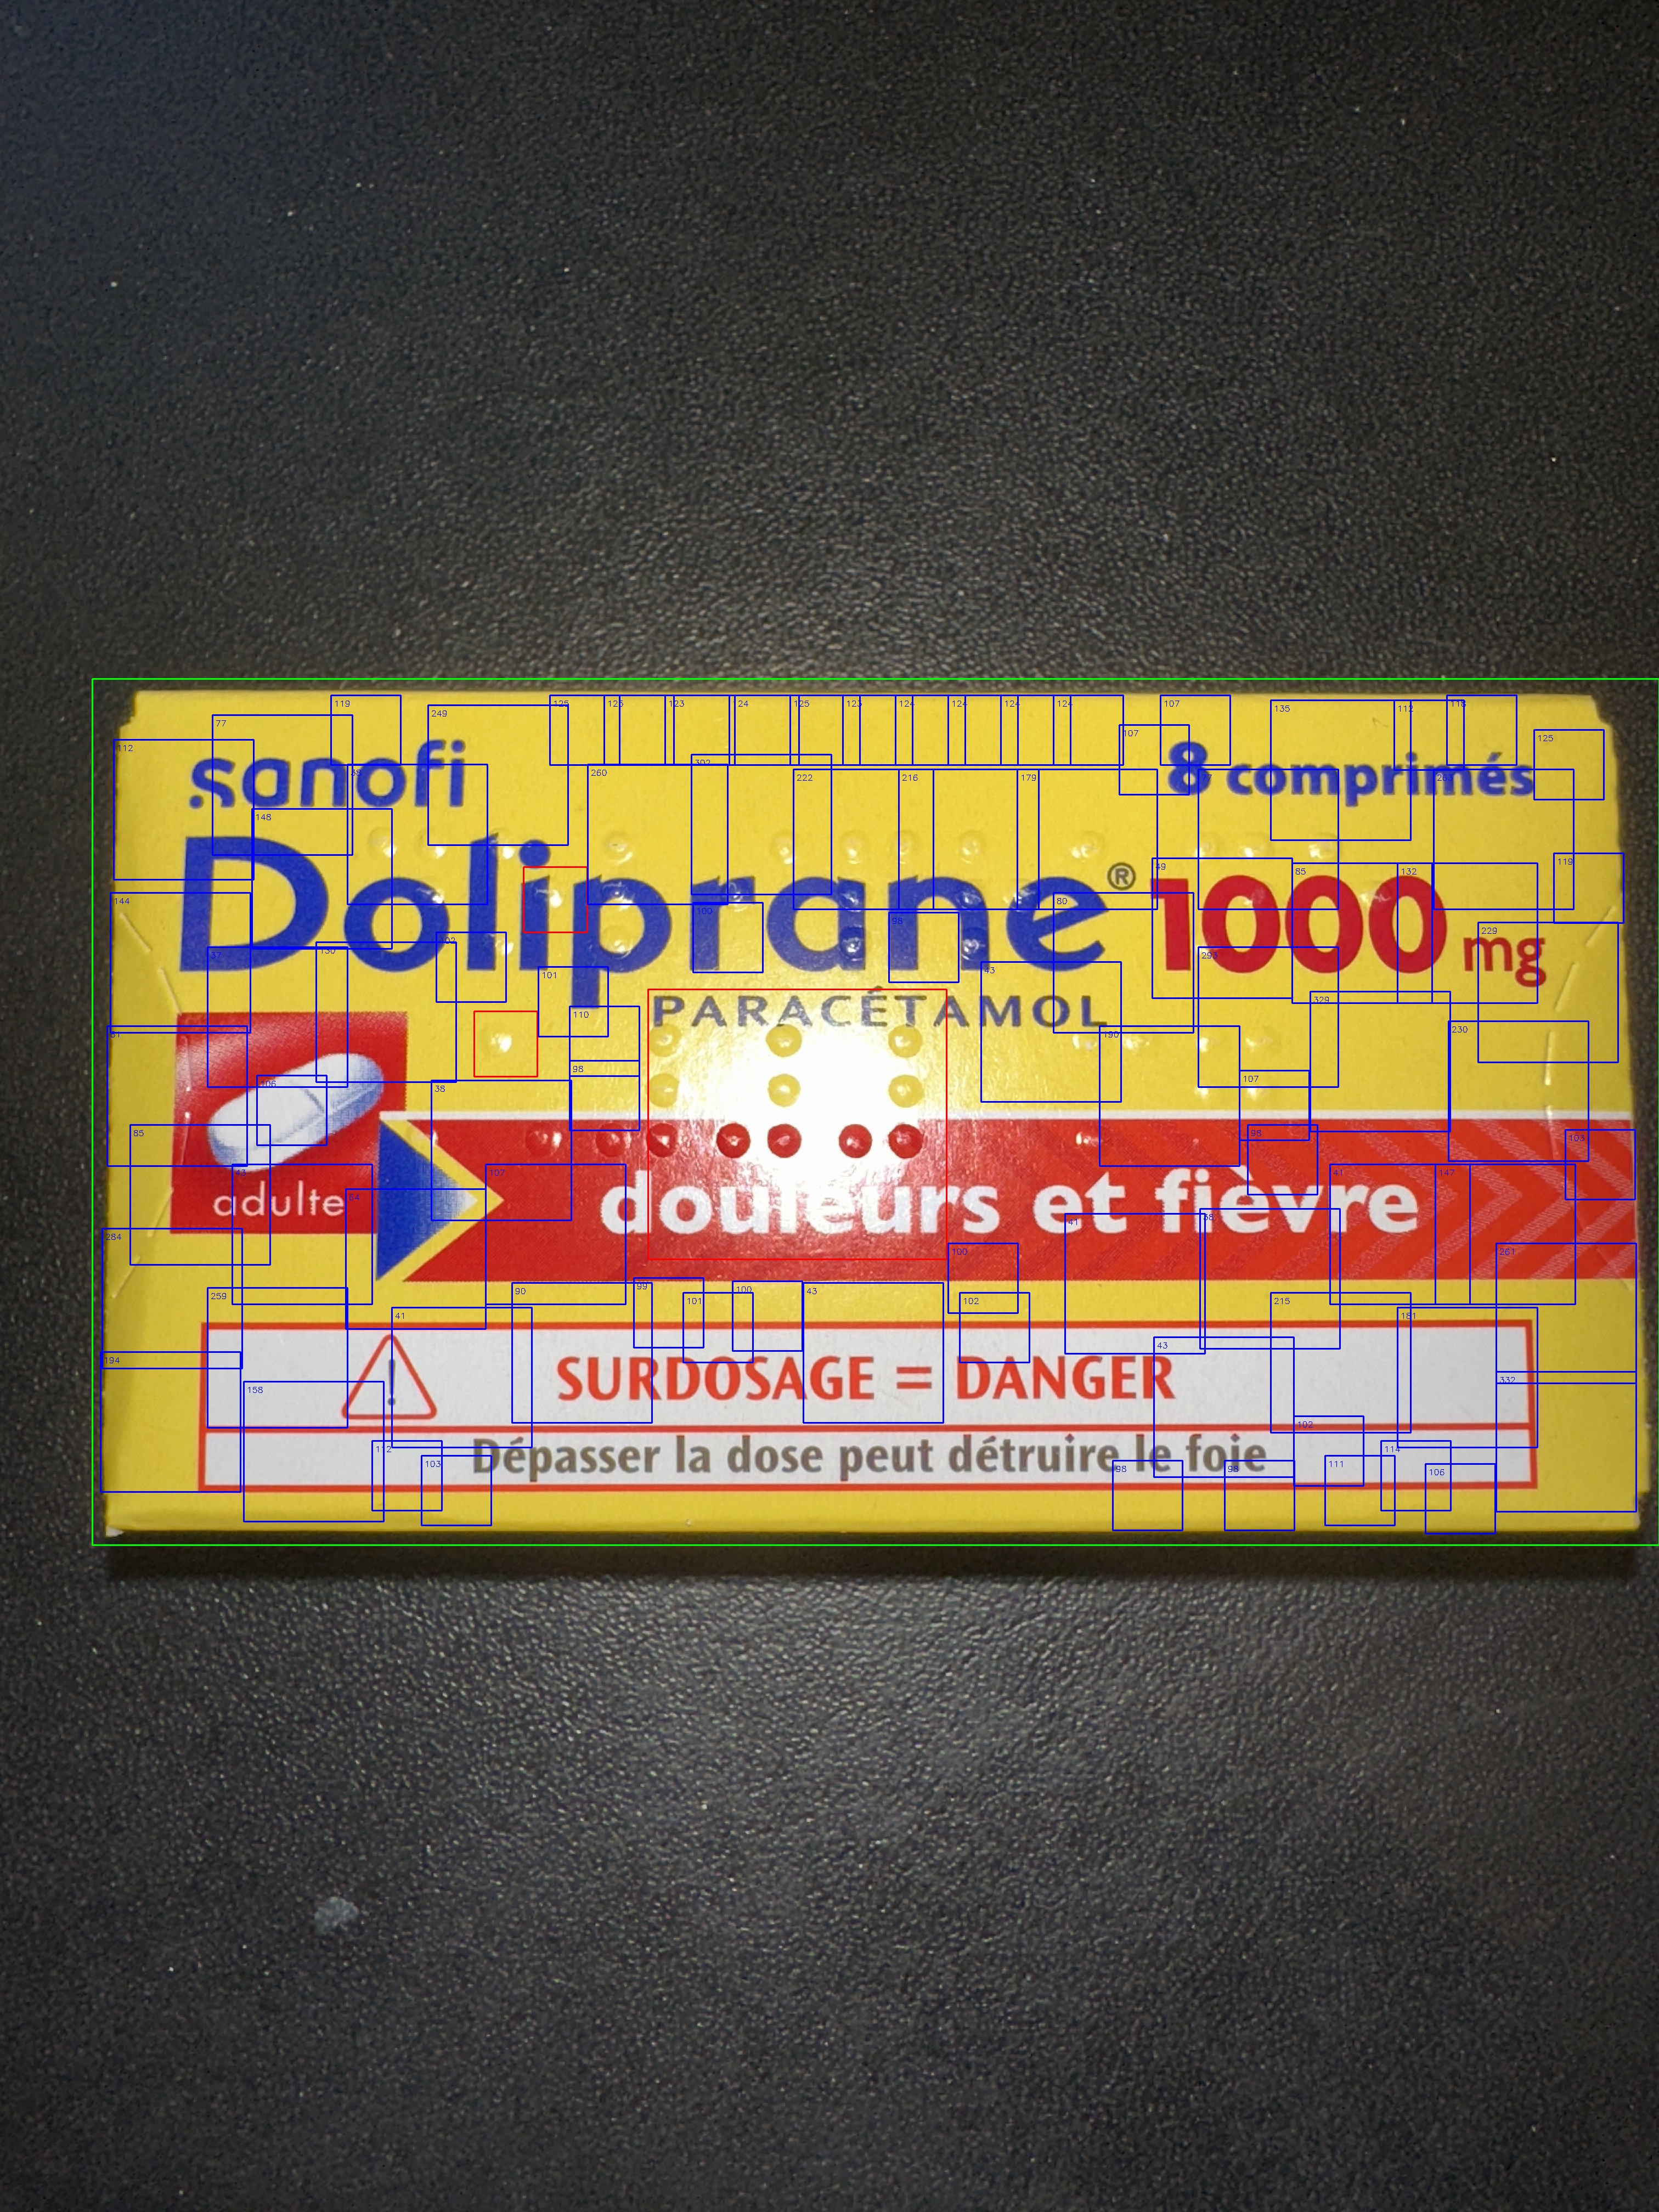 sanofi
8 comprimés
Doliprane® 1000 mg
PARACÉTAMOL
adulte
douleurs et fièvre
SURDOSAGE = DANGER
Dépasser la dose peut détruire le foie